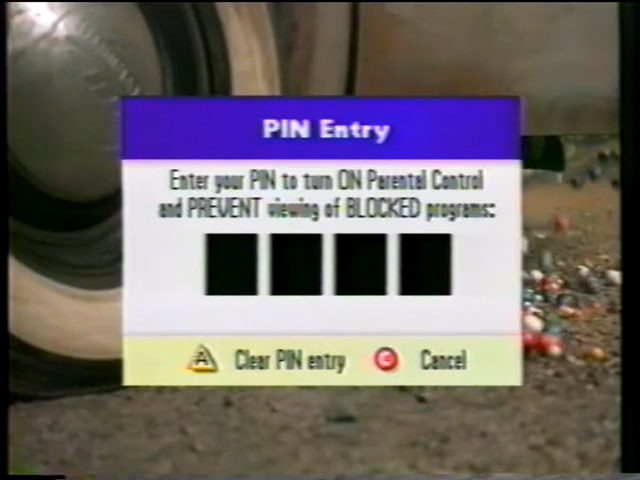 PIN Entry
Enter your PIN to turn ON Parental Control
and PREVENT viewing of BLOCKED programs:
A Clear PIN entry C Cancel